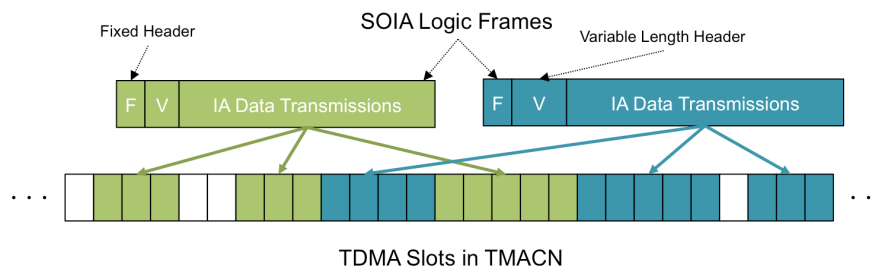 SOIA Logic Frames
Fixed Header
Variable Length Header
F V IA Data Transmissions
F V IA Data Transmissions
. . .
. .
TDMA Slots in TMACN